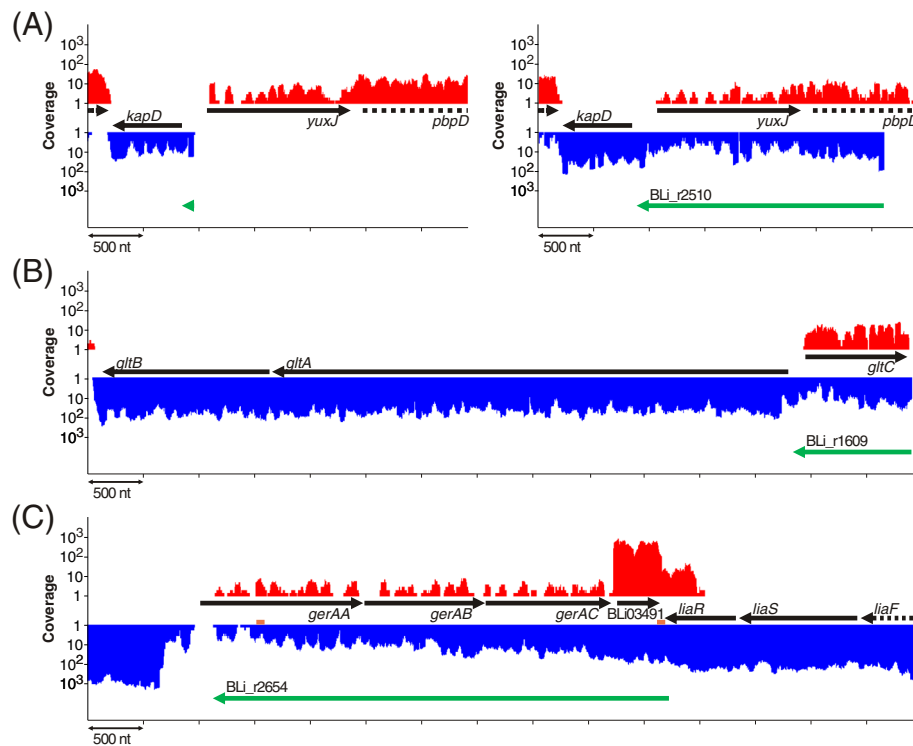 (A)
Coverage
10³
10²
10
1
kapD
yuxJ
pbpD
1
10
10²
10³
500 nt
Coverage
10³
10²
10
1
kapD
yuxJ
pbpD
1
10
10²
10³
BLi_r2510
500 nt
(B)
Coverage
10³
10²
10
1
gltB
gltA
gltC
1
10
10²
10³
BLi_r1609
500 nt
(C)
Coverage
10³
10²
10
1
gerAA
gerAB
gerAC
BLi03491
liaR
liaS
liaF
1
10
10²
10³
BLi_r2654
500 nt